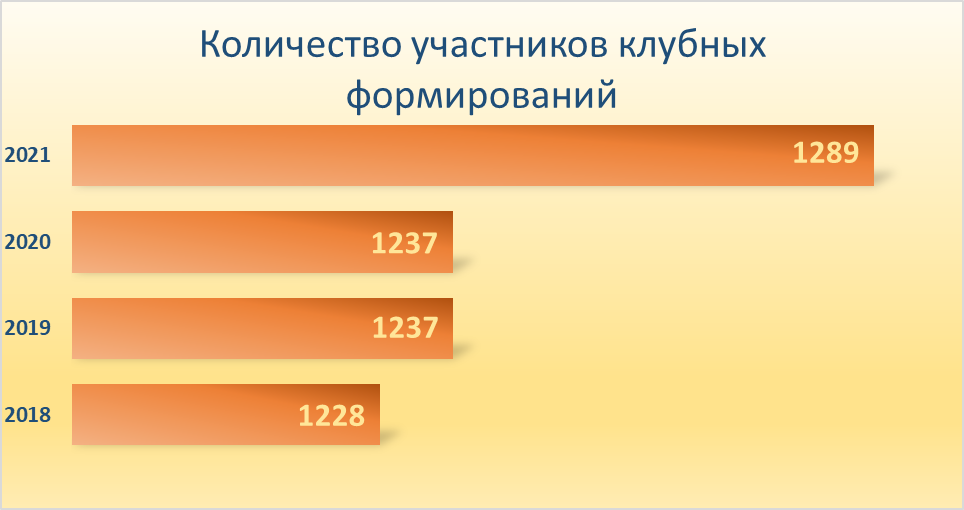 Количество участников клубных
формирований
2021 1289
2020 1237
2019 1237
2018 1228